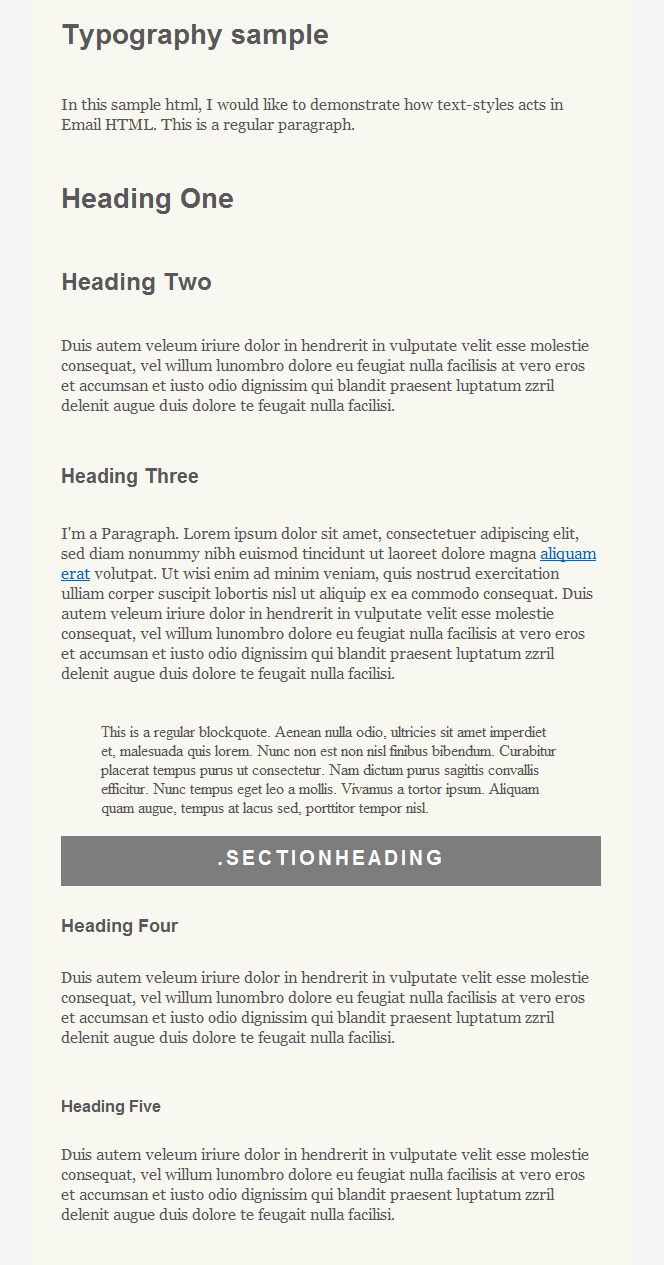 Typography sample
In this sample html, I would like to demonstrate how text-styles acts in
Email HTML. This is a regular paragraph.
Heading One
Heading Two
Duis autem veleum iriure dolor in hendrerit in vulputate velit esse molestie
consequat, vel willum lunombro dolore eu feugiat nulla facilisis at vero eros
et accumsan et iusto odio dignissim qui blandit praesent luptatum zzril
delenit augue duis dolore te feugait nulla facilisi.
Heading Three
I'm a Paragraph. Lorem ipsum dolor sit amet, consectetuer adipiscing elit,
sed diam nonummy nibh euismod tincidunt ut laoreet dolore magna aliquam
erat volutpat. Ut wisi enim ad minim veniam, quis nostrud exercitation
ulliam corper suscipit lobortis nisl ut aliquip ex ea commodo consequat. Duis
autem veleum iriure dolor in hendrerit in vulputate velit esse molestie
consequat, vel willum lunombro dolore eu feugiat nulla facilisis at vero eros
et accumsan et iusto odio dignissim qui blandit praesent luptatum zzril
delenit augue duis dolore te feugait nulla facilisi.
This is a regular blockquote. Aenean nulla odio, ultricies sit amet imperdiet
et, malesuada quis lorem. Nunc non est non nisl finibus bibendum. Curabitur
placerat tempus purus ut consectetur. Nam dictum purus sagittis convallis
efficitur. Nunc tempus eget leo a mollis. Vivamus a tortor ipsum. Aliquam
quam augue, tempus at lacus sed, porttitor tempor nisl.
.SECTIONHEADING
Heading Four
Duis autem veleum iriure dolor in hendrerit in vulputate velit esse molestie
consequat, vel willum lunombro dolore eu feugiat nulla facilisis at vero eros
et accumsan et iusto odio dignissim qui blandit praesent luptatum zzril
delenit augue duis dolore te feugait nulla facilisi.
Heading Five
Duis autem veleum iriure dolor in hendrerit in vulputate velit esse molestie
consequat, vel willum lunombro dolore eu feugiat nulla facilisis at vero eros
et accumsan et iusto odio dignissim qui blandit praesent luptatum zzril
delenit augue duis dolore te feugait nulla facilisi.